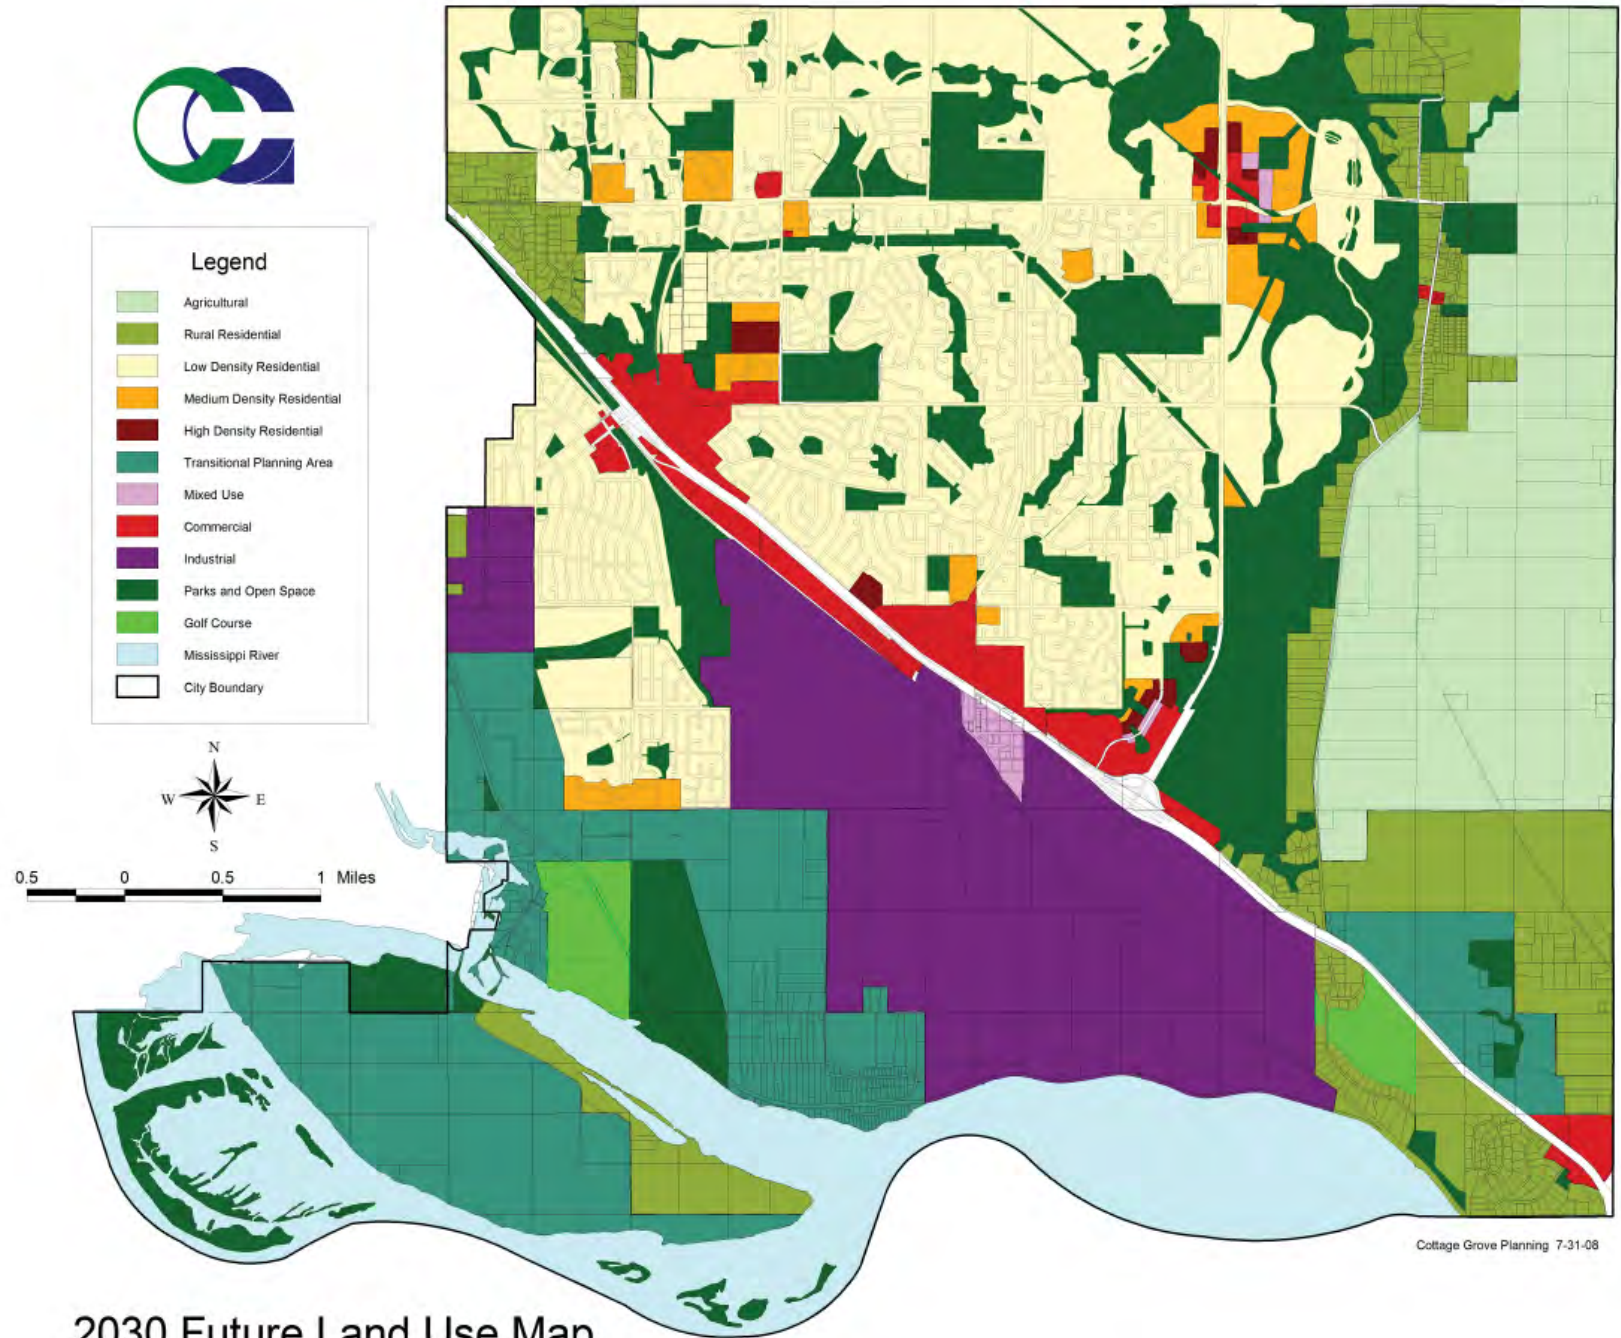 Legend
Agricultural
Rural Residential
Low Density Residential
Medium Density Residential
High Density Residential
Transitional Planning Area
Mixed Use
Commercial
Industrial
Parks and Open Space
Golf Course
Mississippi River
City Boundary
N
W E
S
0.5 0 0.5 1 Miles
Cottage Grove Planning 7-31-08
2030 Future Land Use Map